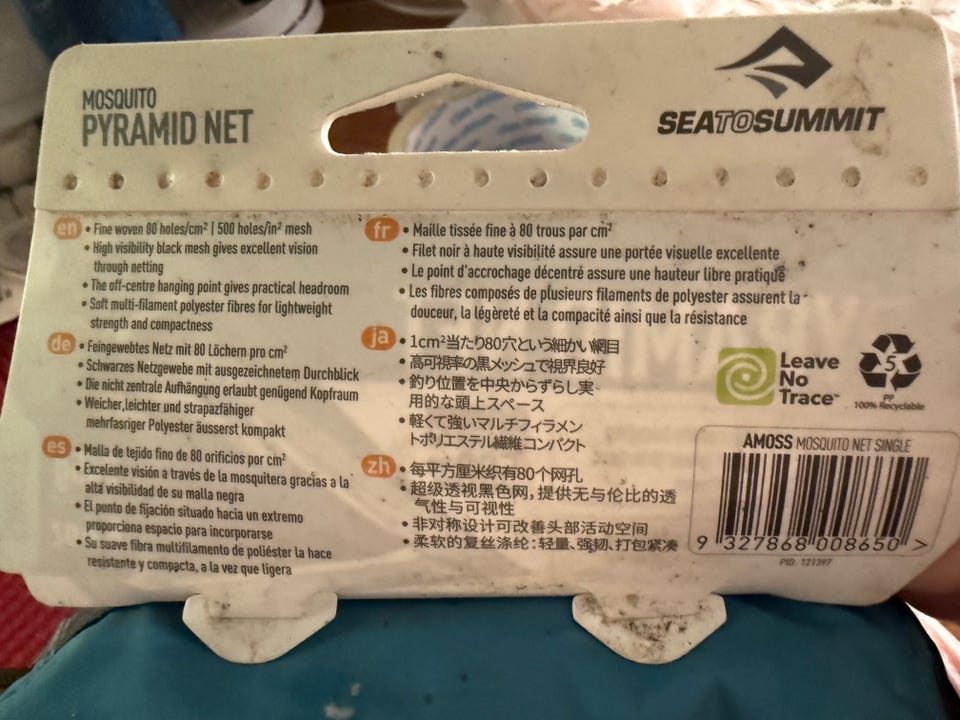 MOSQUITO
PYRAMID NET
SEATOSUMMIT
en
• Fine woven 80 holes/cm² | 500 holes/in² mesh
• High visibility black mesh gives excellent vision
through netting
• The off-centre hanging point gives practical headroom
• Soft multi-filament polyester fibres for lightweight
strength and compactness
de
• Feingewebtes Netz mit 80 Löchern pro cm²
• Schwarzes Netzgewebe mit ausgezeichnetem Durchblick
• Die nicht zentrale Aufhängung erlaubt genügend Kopfraum
• Weicher,leichter und strapazfähiger
mehrfasriger Polyester äusserst kompakt
es
• Malla de tejido fino de 80 orificios por cm²
• Excelente visión a través de la mosquitera gracias a la
alta visibilidad de su malla negra
• El punto de fijación situado hacia un extremo
proporciona espacio para incorporarse
• Su suave fibra multifilamento de poliéster la hace
resistente y compacta, a la vez que ligera
fr
• Maille tissée fine à 80 trous par cm²
• Filet noir à haute visibilité assure une portée visuelle excellente
• Le point d'accrochage décentré assure une hauteur libre pratique
• Les fibres composés de plusieurs filaments de polyester assurent la
douceur, la légèreté et la compacité ainsi que la résistance
ja
• 1cm²当たり80穴という細かい網目
• 高可視率の黒メッシュで視界良好
• 釣り位置を中央からずらし実
用的な頭上スペース
• 軽くて強いマルチフィラメン
トポリエステル繊維コンパクト
zh
• 每平方厘米织有80个网孔
• 超级透视黑色网，提供无与伦比的透
气性与可视性
• 非对称设计可改善头部活动空间
• 柔软的复丝涤纶：轻量、强韧、打包紧凑
Leave
No
Trace™
5
PP
100% Recyclable
AMOSS MOSQUITO NET SINGLE
9 327868 008650 >
PID: 121397